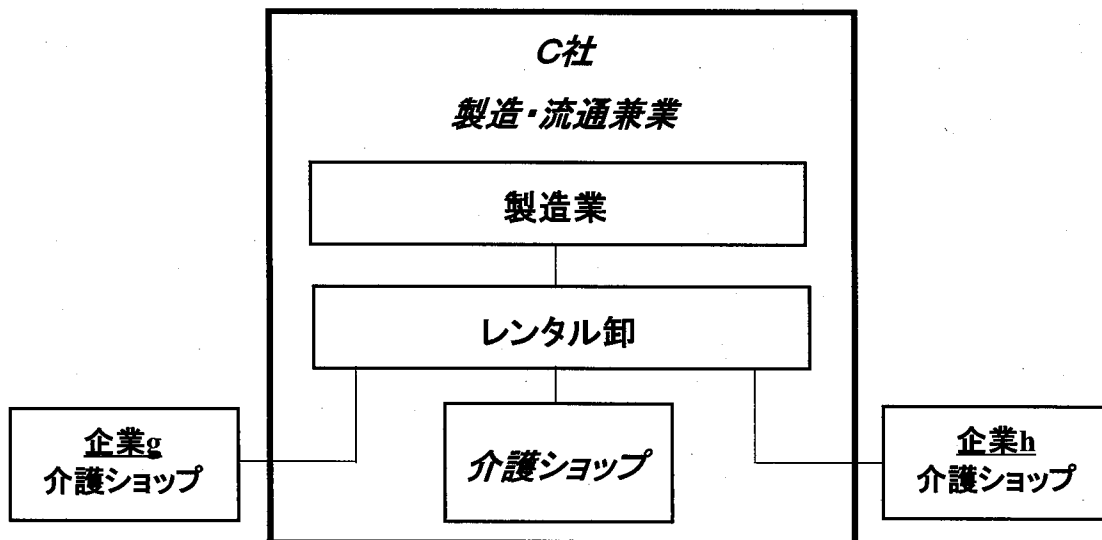 C社
製造・流通兼業
製造業
レンタル卸
企業g
介護ショップ
介護ショップ
企業h
介護ショップ